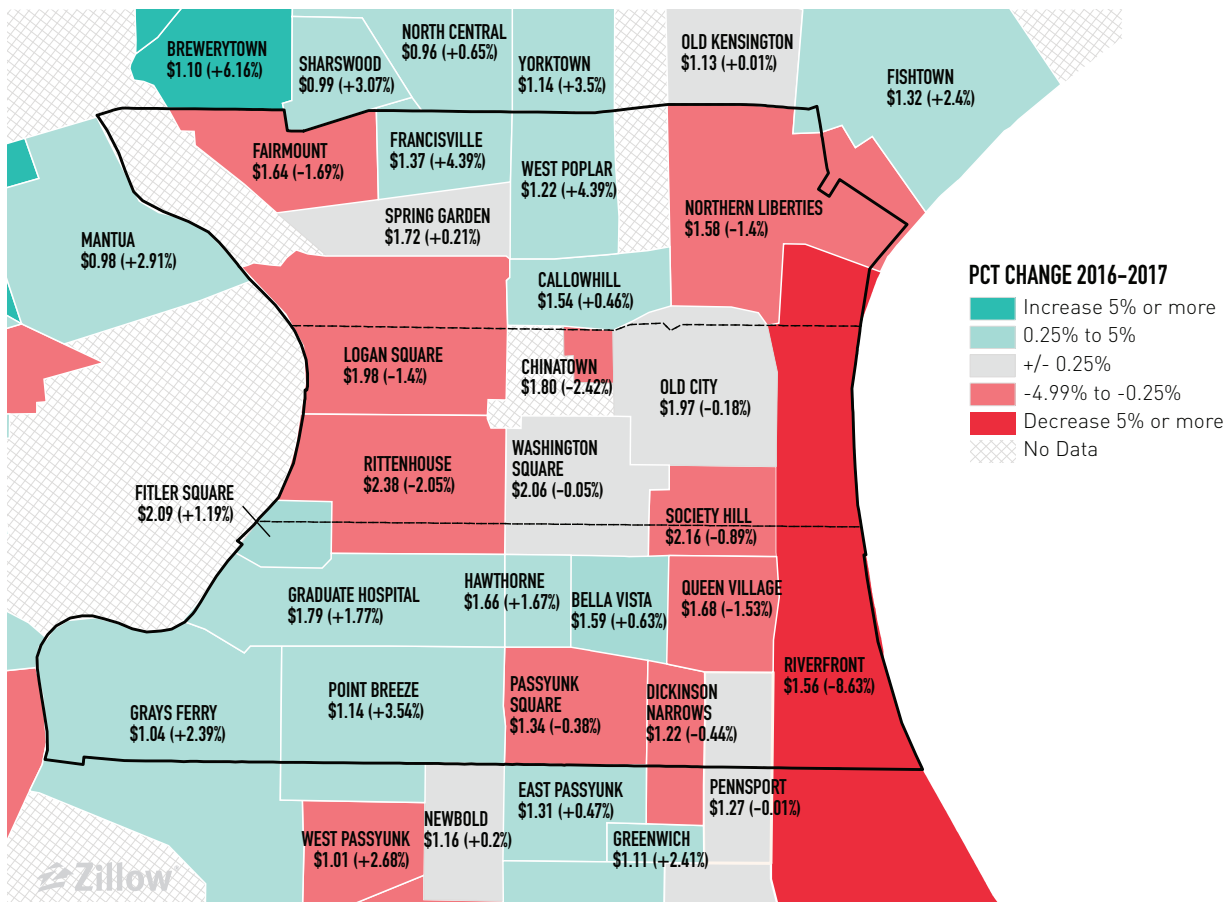 BREWERYTOWN
$1.10 (+6.16%)
SHARSWOOD
$0.99 (+3.07%)
NORTH CENTRAL
$0.96 (+0.65%)
YORKTOWN
$1.14 (+3.5%)
OLD KENSINGTON
$1.13 (+0.01%)
FISHTOWN
$1.32 (+2.4%)
FAIRMOUNT
$1.64 (-1.69%)
FRANCISVILLE
$1.37 (+4.39%)
WEST POPLAR
$1.22 (+4.39%)
SPRING GARDEN
$1.72 (+0.21%)
NORTHERN LIBERTIES
$1.58 (-1.4%)
MANTUA
$0.98 (+2.91%)
CALLOWHILL
$1.54 (+0.46%)
PCT CHANGE 2016-2017
Increase 5% or more
0.25% to 5%
+/- 0.25%
-4.99% to -0.25%
Decrease 5% or more
No Data
LOGAN SQUARE
$1.98 (-1.4%)
CHINATOWN
$1.80 (-2.42%)
OLD CITY
$1.97 (-0.18%)
RITTENHOUSE
$2.38 (-2.05%)
WASHINGTON
SQUARE
$2.06 (-0.05%)
FITLER SQUARE
$2.09 (+1.19%)
SOCIETY HILL
$2.16 (-0.89%)
GRADUATE HOSPITAL
$1.79 (+1.77%)
HAWTHORNE
$1.66 (+1.67%)
BELLA VISTA
$1.59 (+0.63%)
QUEEN VILLAGE
$1.68 (-1.53%)
RIVERFRONT
$1.56 (-8.63%)
GRAYS FERRY
$1.04 (+2.39%)
POINT BREEZE
$1.14 (+3.54%)
PASSYUNK
SQUARE
$1.34 (-0.38%)
DICKINSON
NARROWS
$1.22 (-0.44%)
PENNSPORT
$1.27 (-0.01%)
EAST PASSYUNK
$1.31 (+0.47%)
NEWBOLD
$1.16 (+0.2%)
WEST PASSYUNK
$1.01 (+2.68%)
GREENWICH
$1.11 (+2.41%)
Zillow